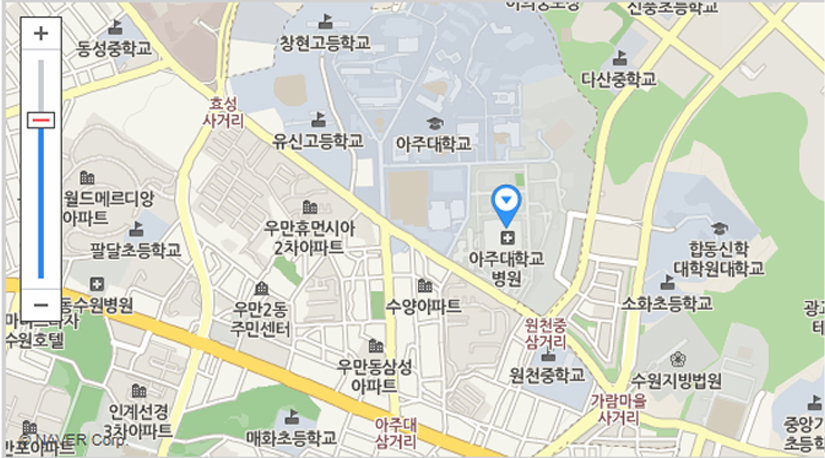 신풍초등학교
동성중학교
창현고등학교
다산중학교
효성
사거리
유신고등학교
아주대학교
월드메르디앙
아파트
팔달초등학교
우만휴먼시아
2차아파트
아주대학교
병원
합동신학
대학원대학교
동수원병원
우만2동
주민센터
수양아파트
소화초등학교
수원호텔
원천중
삼거리
우만동삼성
아파트
원천중학교
수원지방법원
인계선경
3차아파트
가람마을
사거리
매화초등학교
아주대
삼거리
© NAVER Corp.